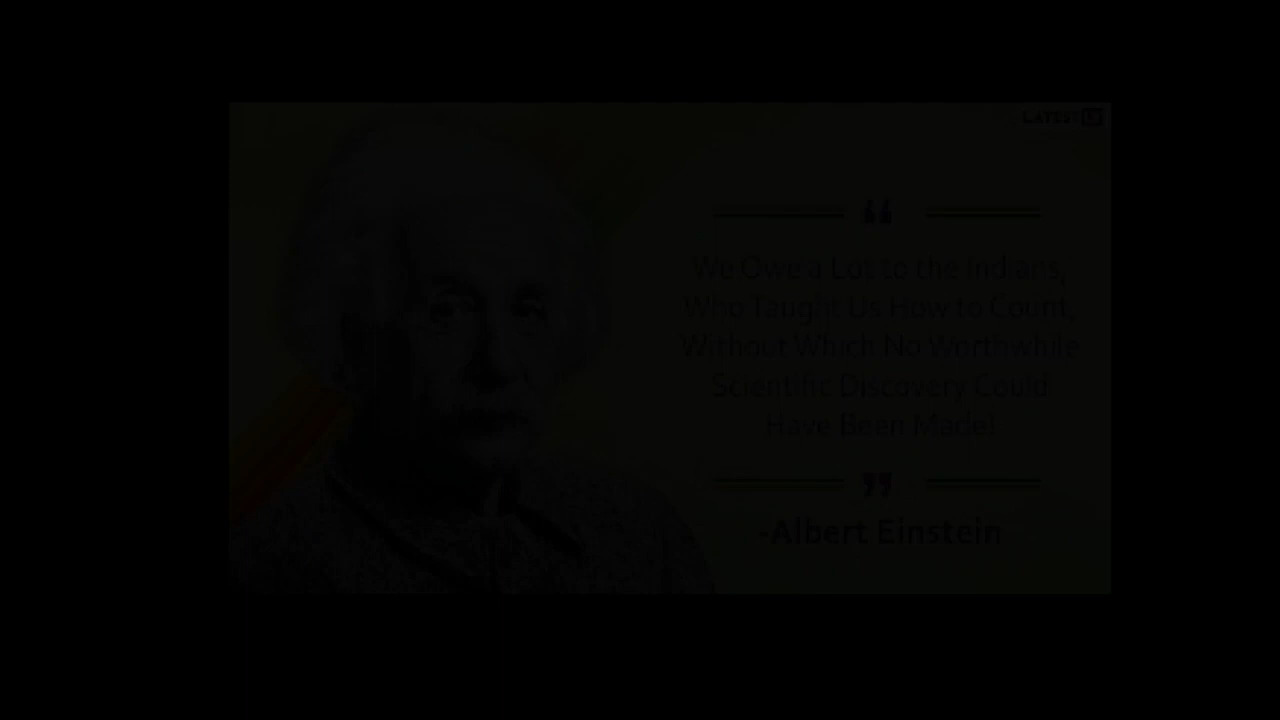 LATESTLY
“
We Owe a Lot to the Indians,
Who Taught Us How to Count,
Without Which No Worthwhile
Scientific Discovery Could
Have Been Made!
”
-Albert Einstein